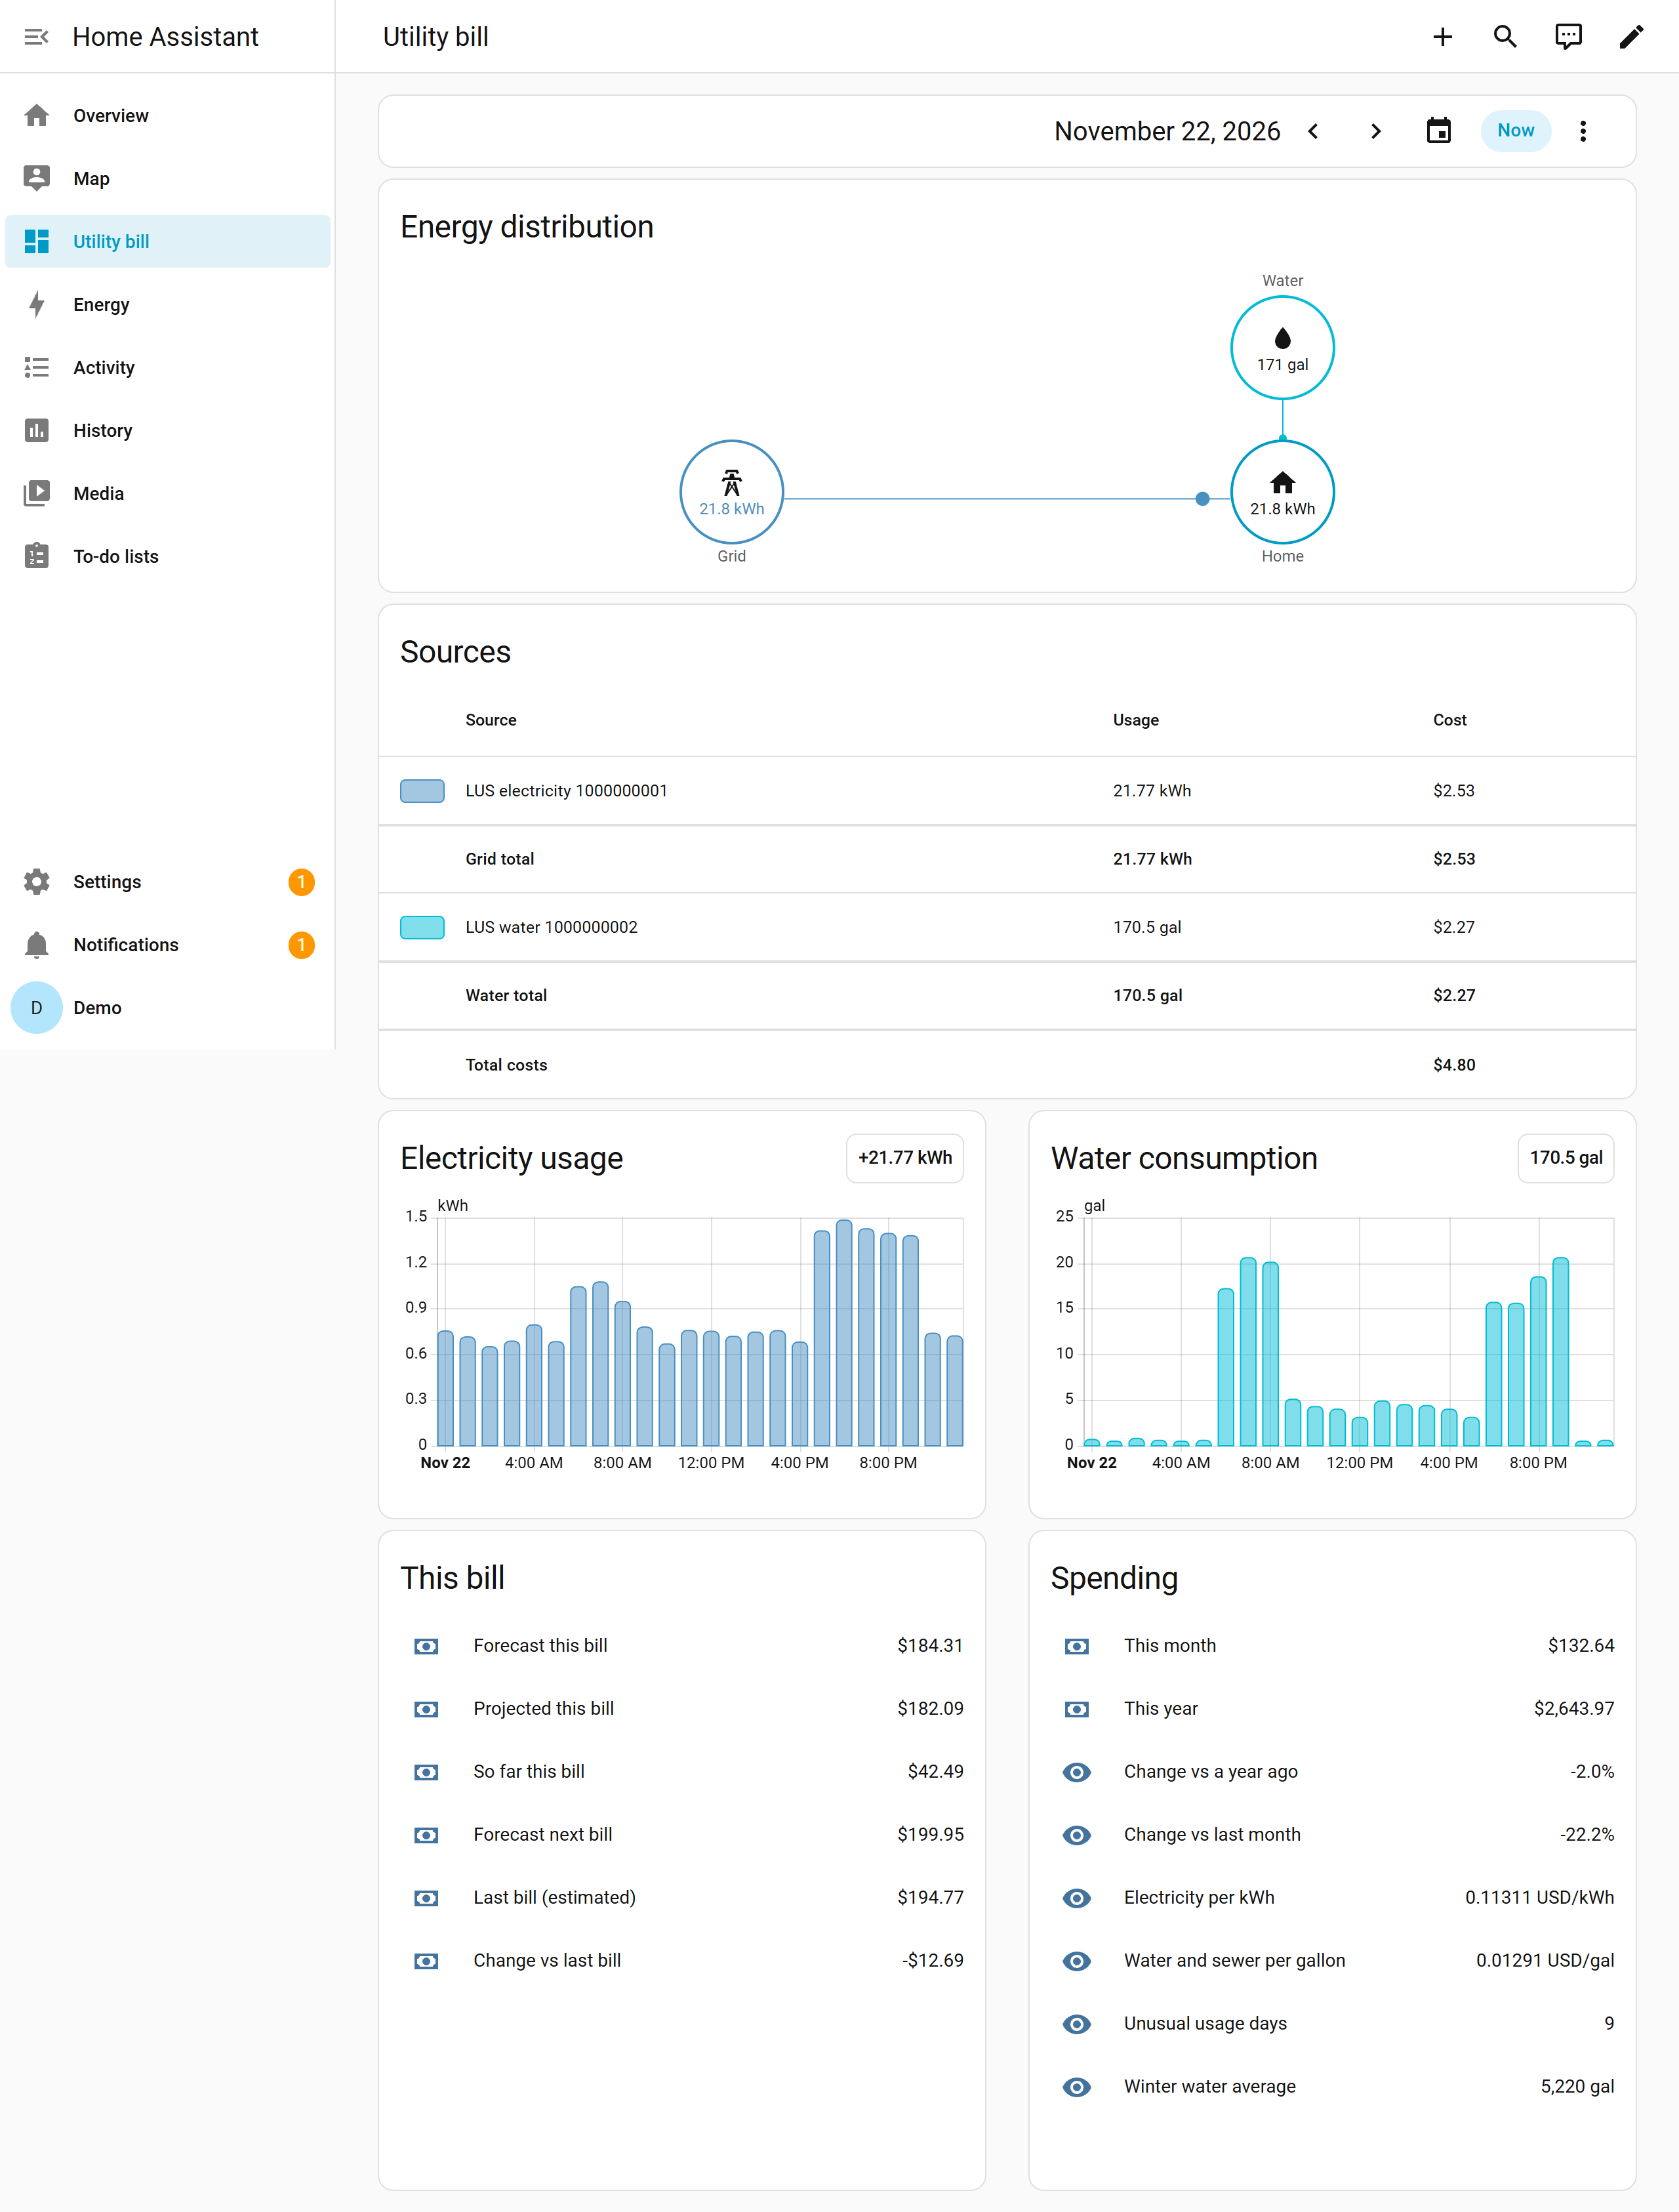 Home Assistant
Utility bill
Overview
Map
Utility bill
Energy
Activity
History
Media
To-do lists
Settings 1
Notifications 1
D Demo
November 22, 2026 Now
Energy distribution
Water
171 gal
21.8 kWh
21.8 kWh
Grid
Home
Sources
Source Usage Cost
LUS electricity 1000000001 21.77 kWh $2.53
Grid total 21.77 kWh $2.53
LUS water 1000000002 170.5 gal $2.27
Water total 170.5 gal $2.27
Total costs $4.80
Electricity usage +21.77 kWh
kWh
1.5
1.2
0.9
0.6
0.3
0
Nov 22 4:00 AM 8:00 AM 12:00 PM 4:00 PM 8:00 PM
Water consumption 170.5 gal
gal
25
20
15
10
5
0
Nov 22 4:00 AM 8:00 AM 12:00 PM 4:00 PM 8:00 PM
This bill
Forecast this bill $184.31
Projected this bill $182.09
So far this bill $42.49
Forecast next bill $199.95
Last bill (estimated) $194.77
Change vs last bill -$12.69
Spending
This month $132.64
This year $2,643.97
Change vs a year ago -2.0%
Change vs last month -22.2%
Electricity per kWh 0.11311 USD/kWh
Water and sewer per gallon 0.01291 USD/gal
Unusual usage days 9
Winter water average 5,220 gal